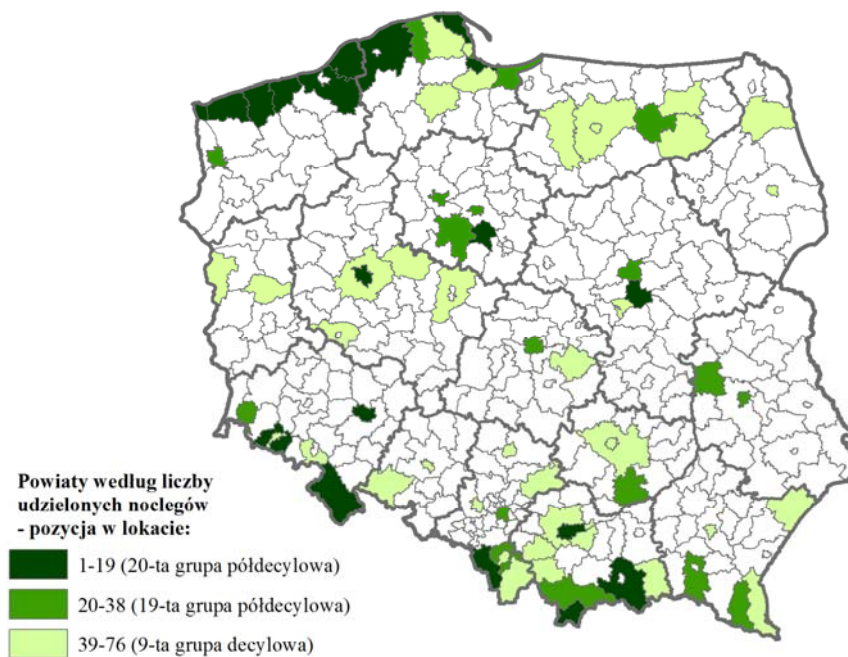 Powiaty według liczby
udzielonych noclegów
- pozycja w lokacie:
1-19 (20-ta grupa półdecylowa)
20-38 (19-ta grupa półdecylowa)
39-76 (9-ta grupa decylowa)